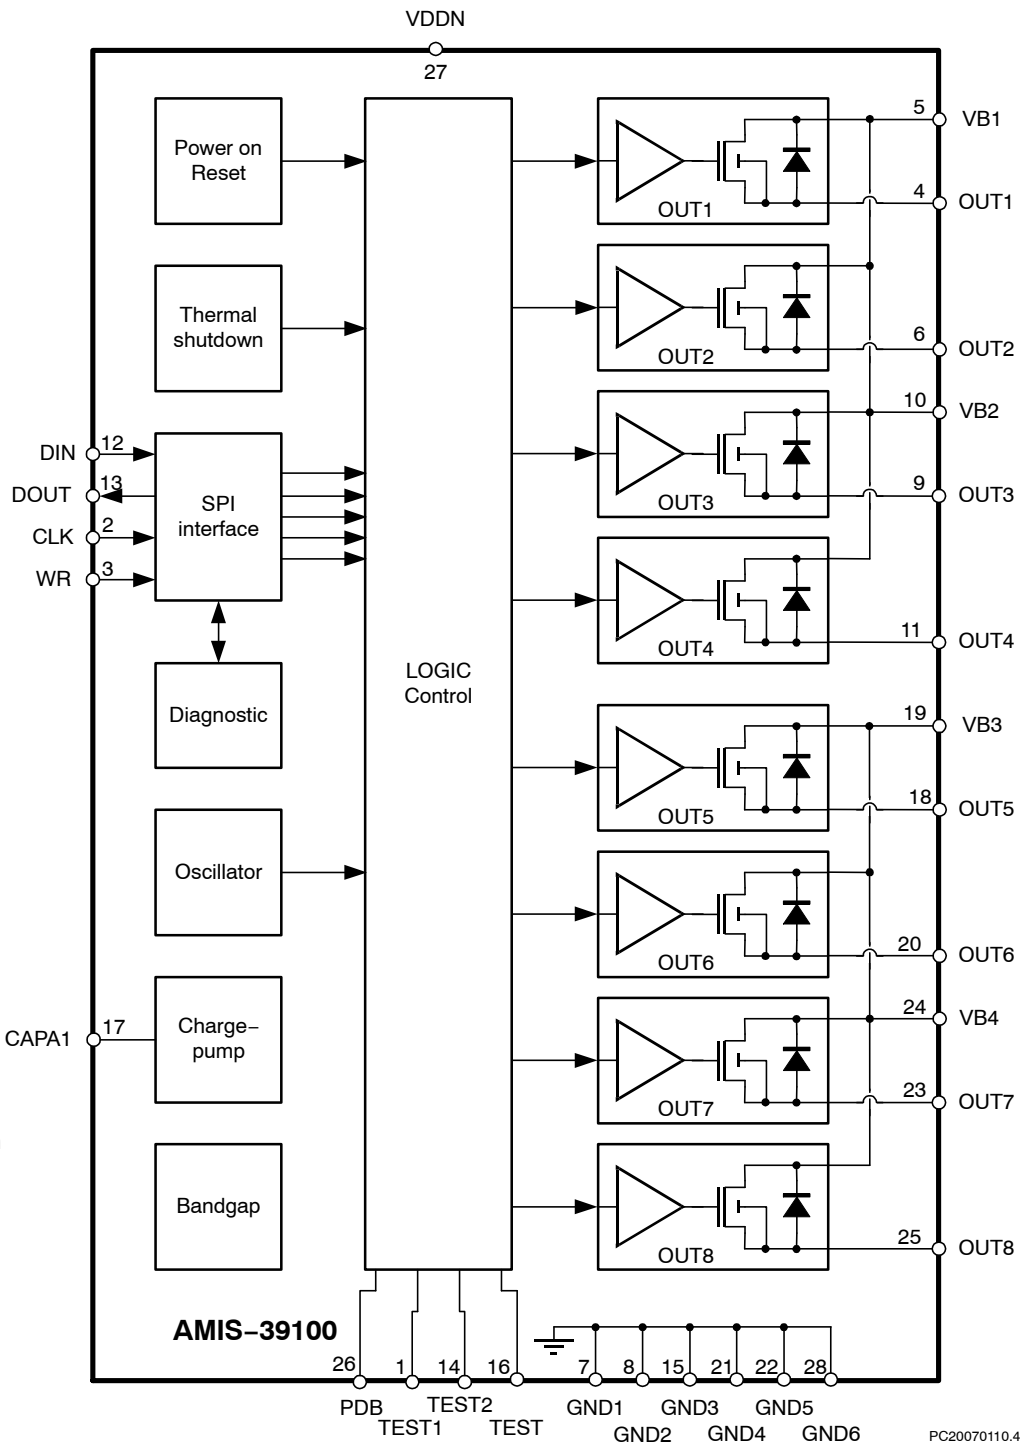 VDDN
27
Power on
Reset
Thermal
shutdown
DIN
12
DOUT
13
CLK
2
WR
3
SPI
interface
Diagnostic
Oscillator
CAPA1
17
Charge–
pump
Bandgap
LOGIC
Control
OUT1
5
VB1
4
OUT1
OUT2
6
OUT2
OUT3
10
VB2
9
OUT3
OUT4
11
OUT4
OUT5
19
VB3
18
OUT5
OUT6
20
OUT6
OUT7
24
VB4
23
OUT7
OUT8
25
OUT8
AMIS–39100
26
1
14
16
7
8
15
21
22
28
PDB
TEST1
TEST2
TEST
GND1
GND2
GND3
GND4
GND5
GND6
PC20070110.4